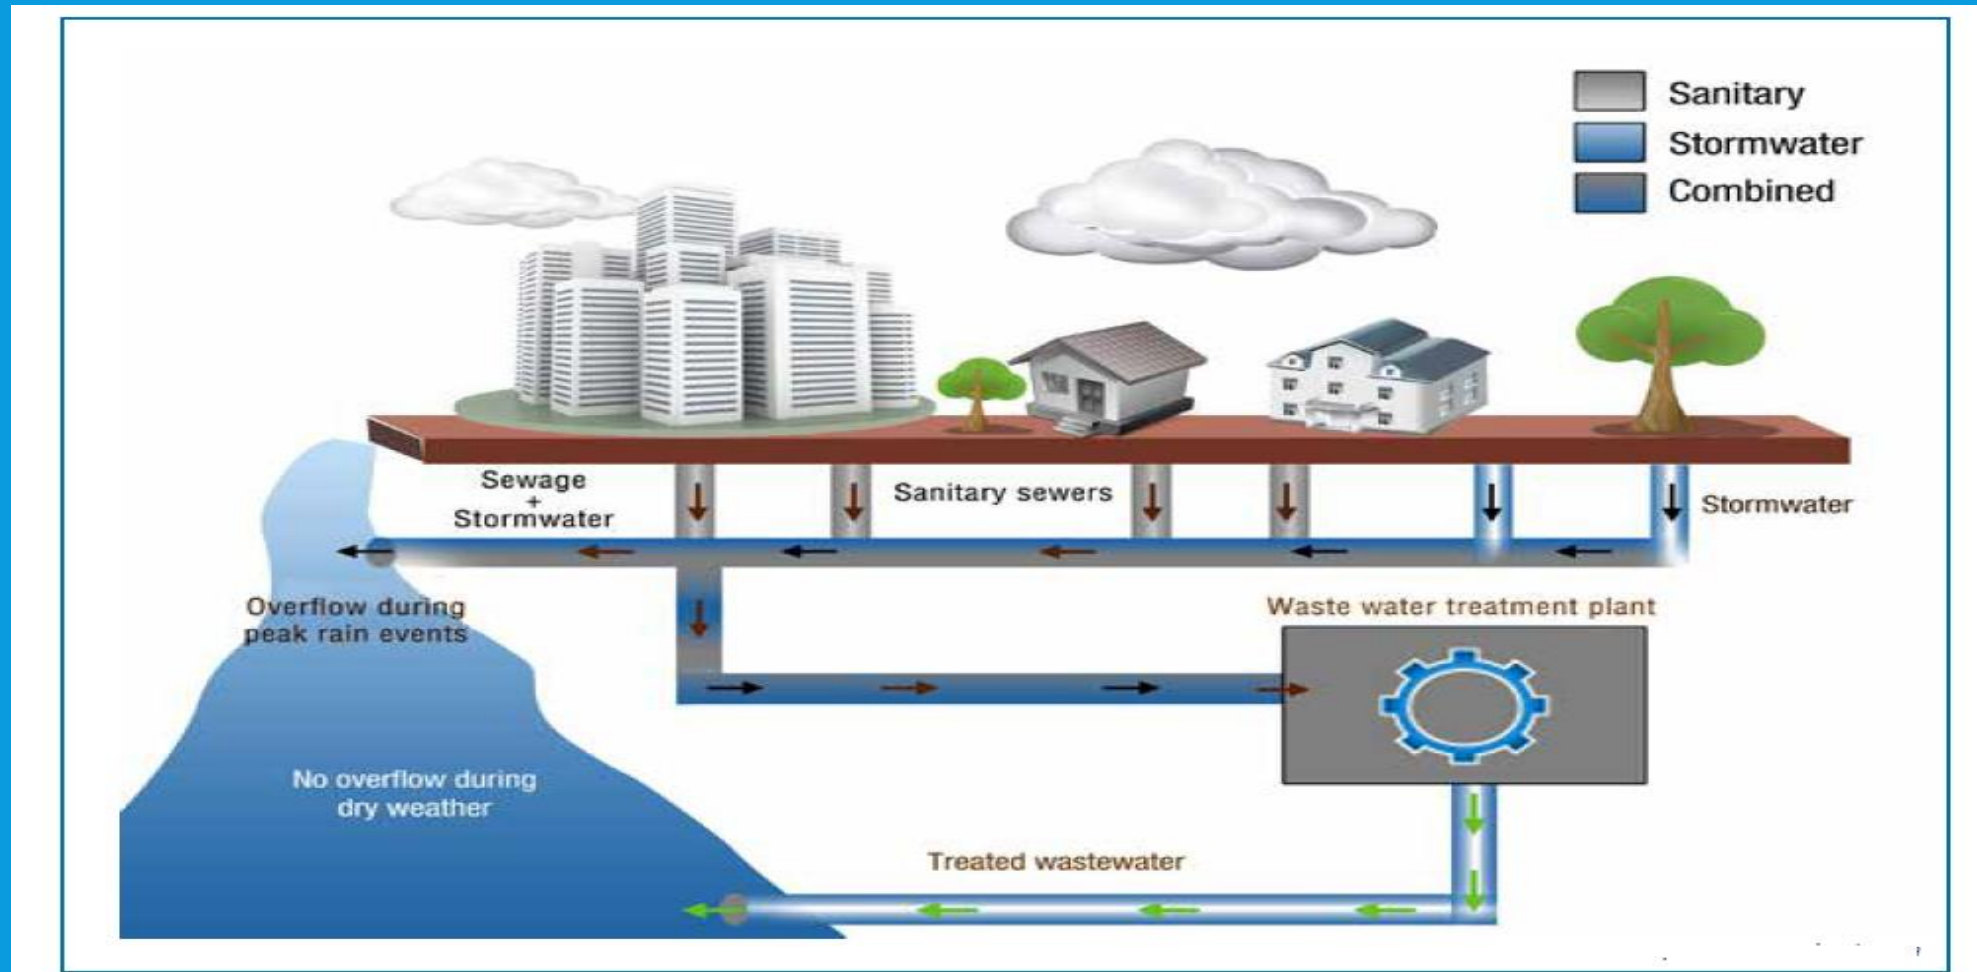 Sanitary
Stormwater
Combined
Sewage
+
Stormwater
Sanitary sewers
Stormwater
Overflow during
peak rain events
Waste water treatment plant
No overflow during
dry weather
Treated wastewater